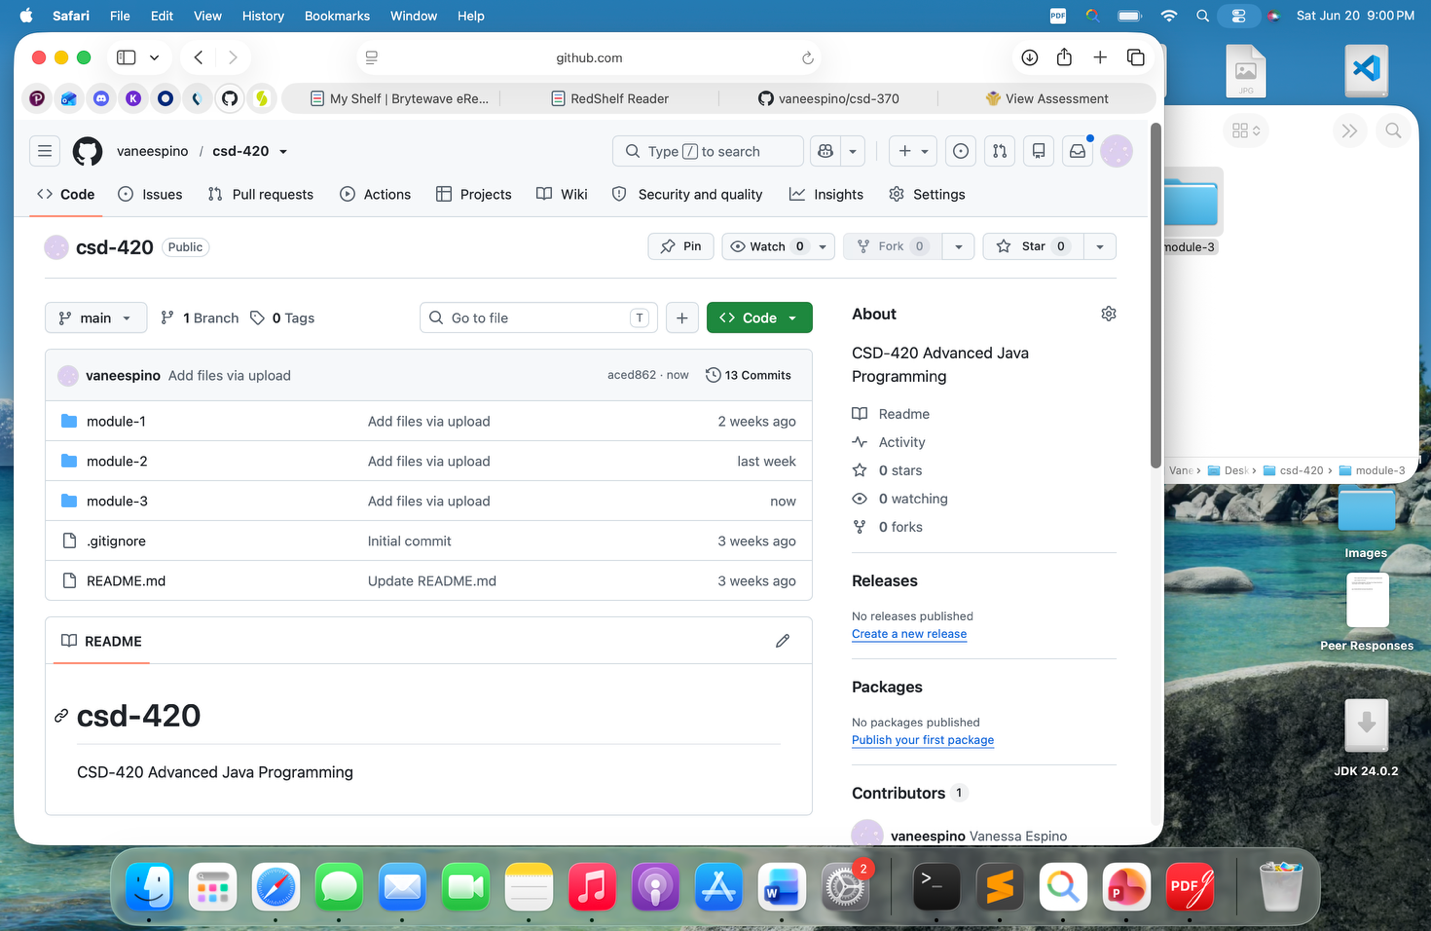 Safari File Edit View History Bookmarks Window Help PDF Sat Jun 20 9:00 PM
github.com
My Shelf | Brytewave eRe... RedShelf Reader vaneespino/csd-370 View Assessment
vaneespino / csd-420 Type / to search
Code Issues Pull requests Actions Projects Wiki Security and quality Insights Settings
csd-420 Public Pin Watch 0 Fork 0 Star 0
main 1 Branch 0 Tags Go to file T Code
vaneespino Add files via upload aced862 · now 13 Commits
module-1 Add files via upload 2 weeks ago
module-2 Add files via upload last week
module-3 Add files via upload now
.gitignore Initial commit 3 weeks ago
README.md Update README.md 3 weeks ago
README
csd-420
CSD-420 Advanced Java Programming
About
CSD-420 Advanced Java
Programming
Readme
Activity
0 stars
0 watching
0 forks
Releases
No releases published
Create a new release
Packages
No packages published
Publish your first package
Contributors 1
vaneespino Vanessa Espino
JPG
module-3
Vane › Desk › csd-420 › module-3
Images
Peer Responses
JDK 24.0.2
W
2
>_
P
PDF